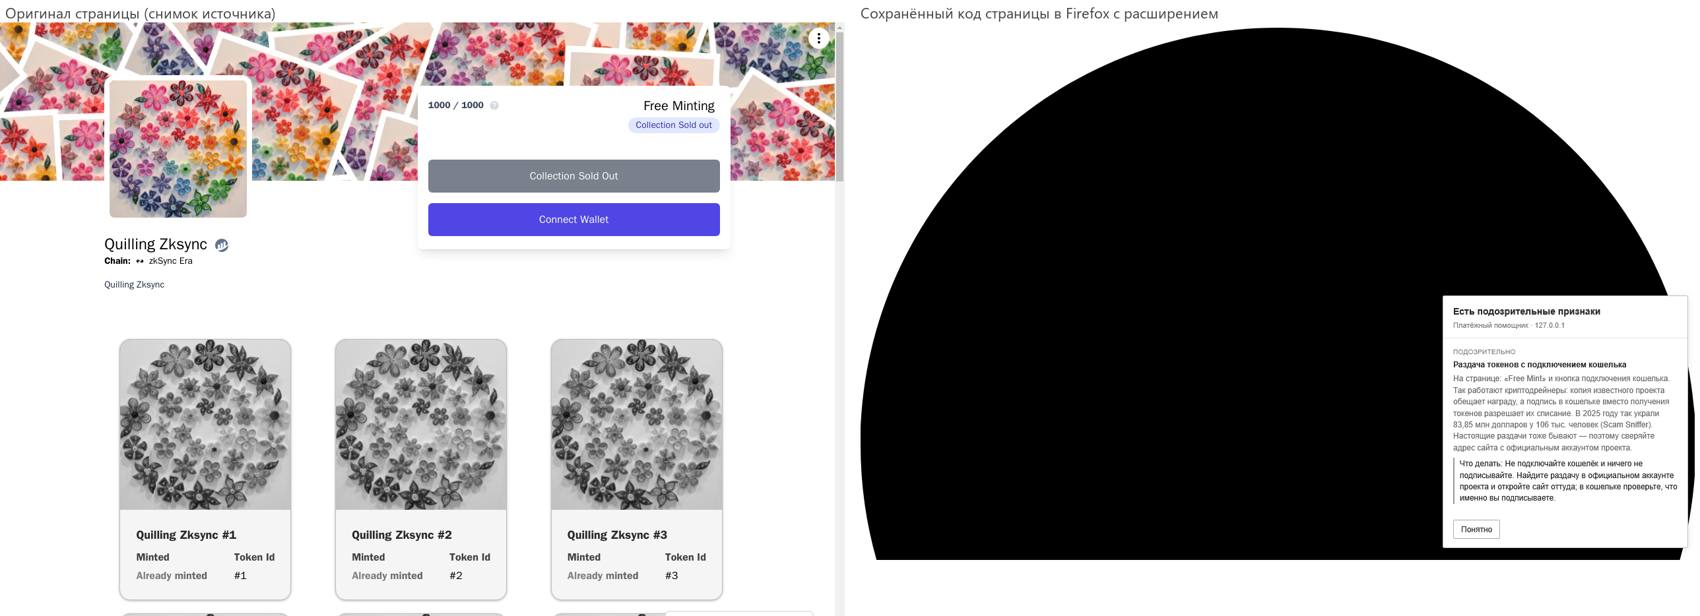 Оригинал страницы (снимок источника)
1000 / 1000
Free Minting
Collection Sold out
Collection Sold Out
Connect Wallet
Quilling Zksync
Chain: zkSync Era
Quilling Zksync
Quilling Zksync #1
Minted Token Id
Already minted #1
Quilling Zksync #2
Minted Token Id
Already minted #2
Quilling Zksync #3
Minted Token Id
Already minted #3
Сохранённый код страницы в Firefox с расширением
Есть подозрительные признаки
Платёжный помощник · 127.0.0.1
ПОДОЗРИТЕЛЬНО
Раздача токенов с подключением кошелька
На странице: «Free Mint» и кнопка подключения кошелька.
Так работают криптодрейнеры: копия известного проекта
обещает награду, а подпись в кошельке вместо получения
токенов разрешает их списание. В 2025 году так украли
83,85 млн долларов у 106 тыс. человек (Scam Sniffer).
Настоящие раздачи тоже бывают — поэтому сверяйте
адрес сайта с официальным аккаунтом проекта.
Что делать: Не подключайте кошелёк и ничего не
подписывайте. Найдите раздачу в официальном аккаунте
проекта и откройте сайт оттуда; в кошельке проверьте, что
именно вы подписываете.
Понятно